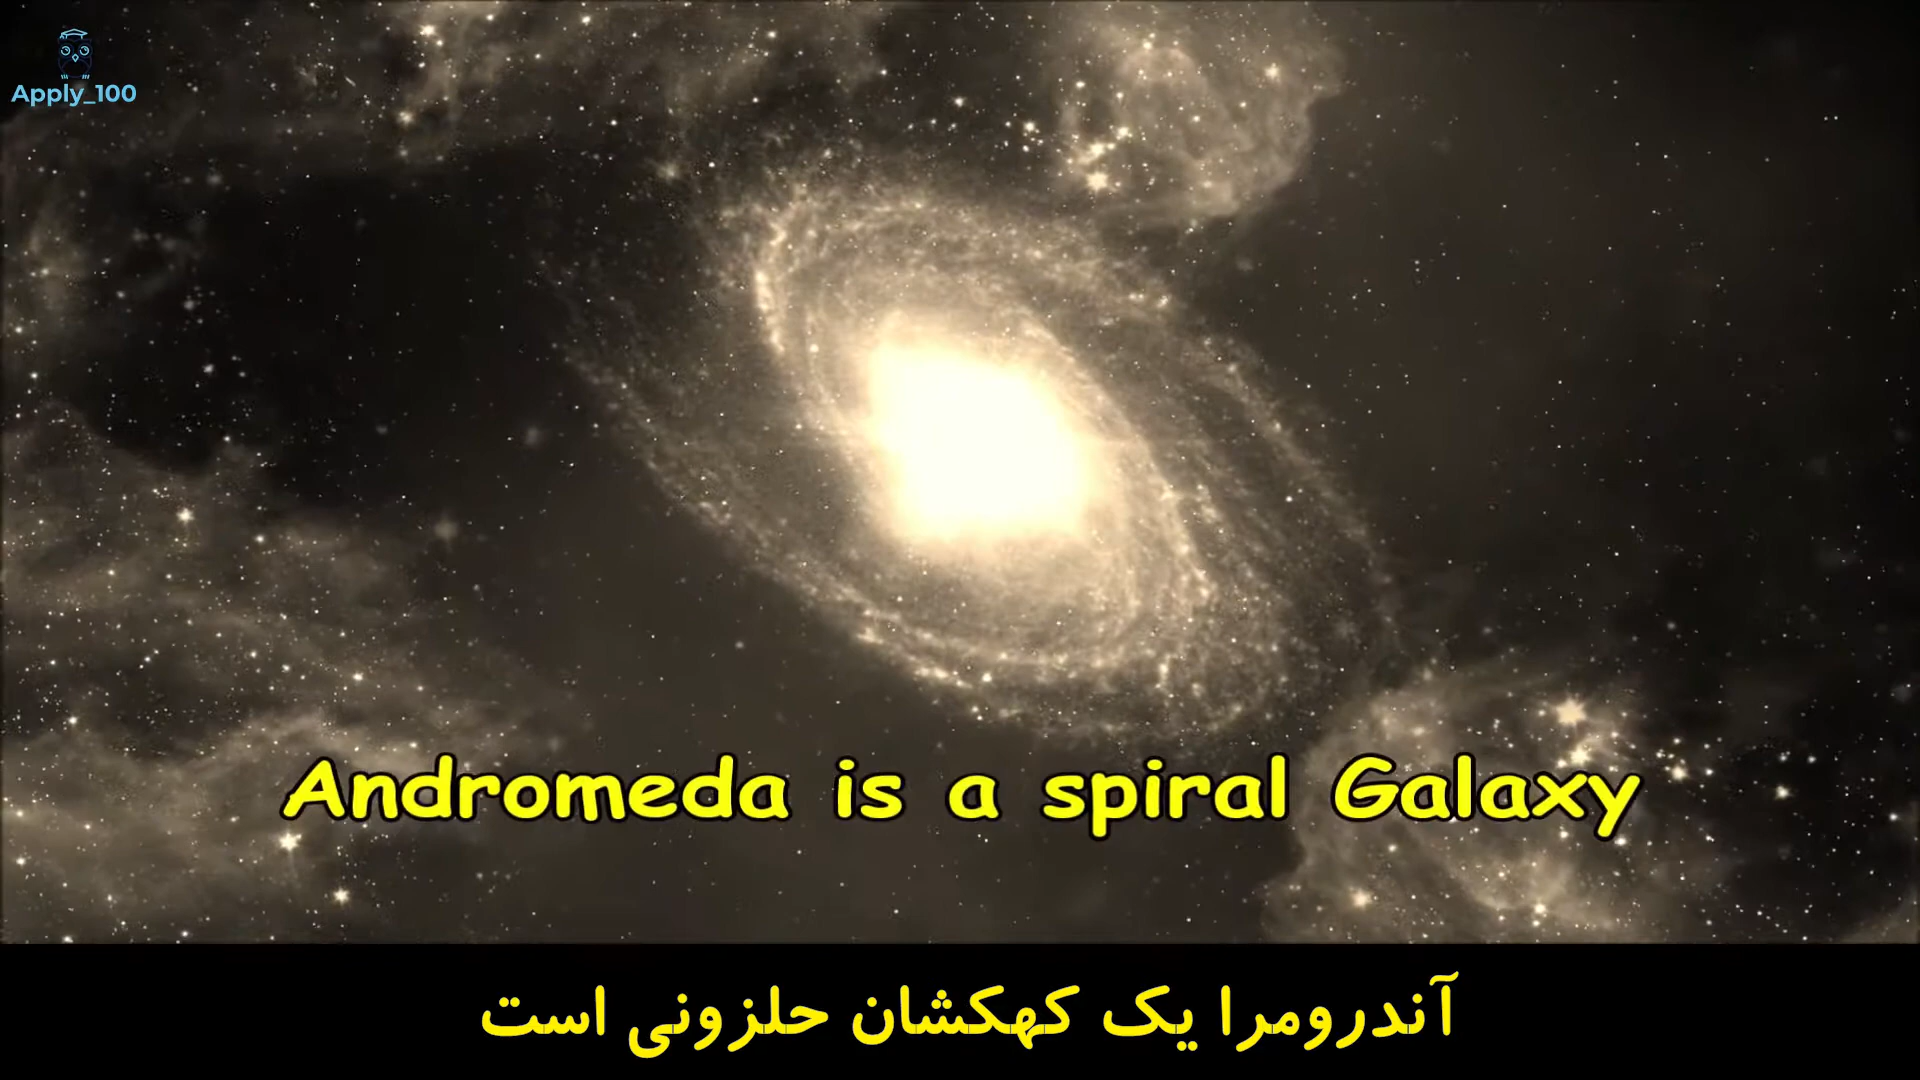 Apply_100
Andromeda is a spiral Galaxy
آندرومرا یک کهکشان حلزونی است